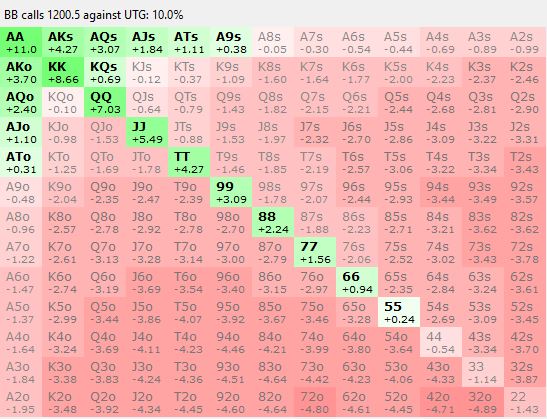 BB calls 1200.5 against UTG: 10.0%
AA AKs AQs AJs ATs A9s A8s A7s A6s A5s A4s A3s A2s
+11.0 +4.27 +3.07 +1.84 +1.11 +0.38 -0.05 -0.30 -0.54 -0.44 -0.69 -0.89 -0.99
AKo KK KQs KJs KTs K9s K8s K7s K6s K5s K4s K3s K2s
+3.70 +8.66 +0.69 -0.12 -0.37 -1.09 -1.60 -1.64 -1.77 -2.00 -2.23 -2.37 -2.46
AQo KQo QQ QJs QTs Q9s Q8s Q7s Q6s Q5s Q4s Q3s Q2s
+2.40 -0.10 +7.03 -0.64 -0.79 -1.43 -1.82 -2.15 -2.21 -2.44 -2.68 -2.81 -2.90
AJo KJo QJo JJ JTs J9s J8s J7s J6s J5s J4s J3s J2s
+1.10 -0.98 -1.53 +5.49 -0.88 -1.53 -1.97 -2.32 -2.70 -2.86 -3.09 -3.22 -3.31
ATo KTo QTo JTo TT T9s T8s T7s T6s T5s T4s T3s T2s
+0.31 -1.25 -1.69 -1.78 +4.27 -1.46 -1.85 -2.19 -2.57 -3.06 -3.22 -3.34 -3.43
A9o K9o Q9o J9o T9o 99 98s 97s 96s 95s 94s 93s 92s
-0.48 -2.04 -2.35 -2.47 -2.39 +3.09 -1.78 -2.07 -2.44 -2.93 -3.44 -3.49 -3.57
A8o K8o Q8o J8o T8o 98o 88 87s 86s 85s 84s 83s 82s
-0.96 -2.58 -2.78 -2.92 -2.78 -2.70 +2.24 -1.88 -2.23 -2.71 -3.21 -3.62 -3.62
A7o K7o Q7o J7o T7o 97o 87o 77 76s 75s 74s 73s 72s
-1.22 -2.61 -3.13 -3.28 -3.14 -3.00 -2.79 +1.56 -2.06 -2.52 -3.02 -3.43 -3.78
A6o K6o Q6o J6o T6o 96o 86o 76o 66 65s 64s 63s 62s
-1.47 -2.74 -3.19 -3.69 -3.54 -3.40 -3.15 -2.97 +0.94 -2.35 -2.84 -3.24 -3.61
A5o K5o Q5o J5o T5o 95o 85o 75o 65o 55 54s 53s 52s
-1.37 -2.99 -3.44 -3.86 -4.07 -3.92 -3.67 -3.46 -3.28 +0.24 -2.69 -3.09 -3.45
A4o K4o Q4o J4o T4o 94o 84o 74o 64o 54o 44 43s 42s
-1.64 -3.24 -3.69 -4.11 -4.23 -4.46 -4.21 -3.99 -3.80 -3.64 -0.54 -3.34 -3.70
A3o K3o Q3o J3o T3o 93o 83o 73o 63o 53o 43o 33 32s
-1.84 -3.38 -3.83 -4.24 -4.36 -4.51 -4.64 -4.42 -4.23 -4.06 -4.33 -1.14 -3.87
A2o K2o Q2o J2o T2o 92o 82o 72o 62o 52o 42o 32o 22
-1.95 -3.48 -3.92 -4.34 -4.45 -4.60 -4.64 -4.80 -4.61 -4.45 -4.71 -4.89 -1.43